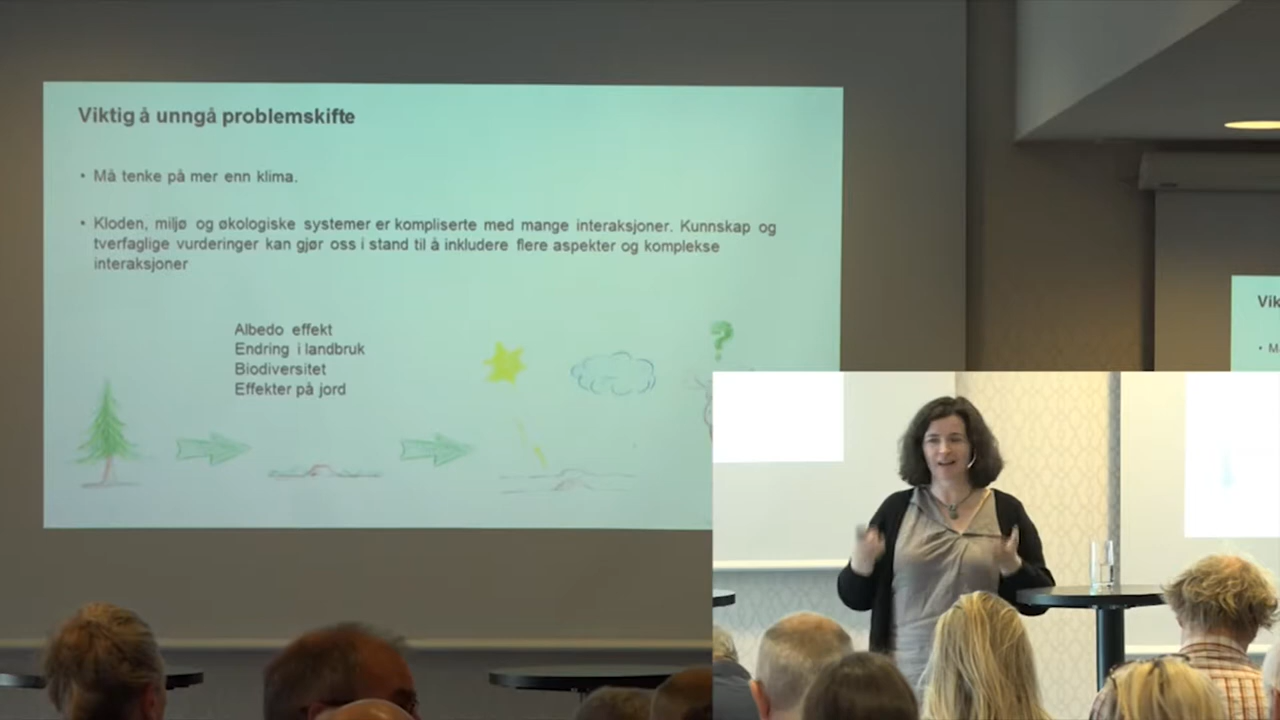 Viktig å unngå problemskifte
• Må tenke på mer enn klima.
• Kloden, miljø og økologiske systemer er kompliserte med mange interaksjoner. Kunnskap og
tverfaglige vurderinger kan gjør oss i stand til å inkludere flere aspekter og komplekse
interaksjoner
Albedo effekt
Endring i landbruk
Biodiversitet
Effekter på jord
?
Vik
• M